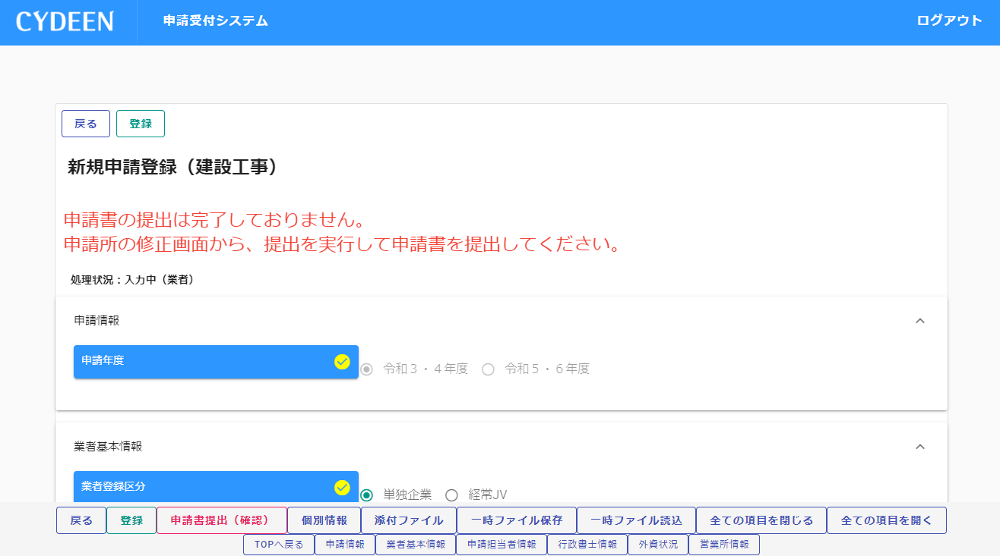 CYDEEN 申請受付システム ログアウト
戻る 登録
新規申請登録（建設工事）
申請書の提出は完了しておりません。
申請所の修正画面から、提出を実行して申請書を提出してください。
処理状況：入力中（業者）
申請情報
申請年度 令和３・４年度 令和５・６年度
業者基本情報
業者登録区分 単独企業 経常JV
戻る 登録 申請書提出（確認） 個別情報 添付ファイル 一時ファイル保存 一時ファイル読込 全ての項目を閉じる 全ての項目を開く
TOPへ戻る 申請情報 業者基本情報 申請担当者情報 行政書士情報 外資状況 営業所情報